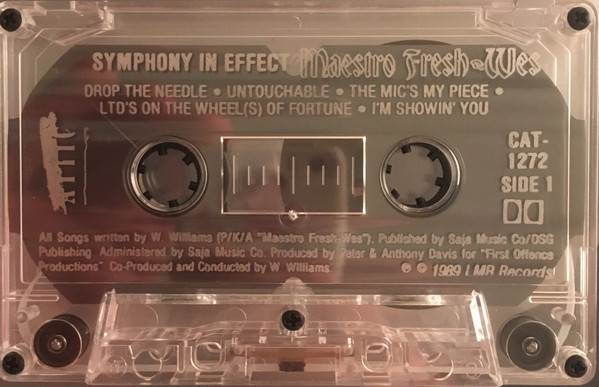 SYMPHONY IN EFFECT Maestro Fresh-Wes
DROP THE NEEDLE • UNTOUCHABLE • THE MIC'S MY PIECE •
LTD'S ON THE WHEEL(S) OF FORTUNE • I'M SHOWIN' YOU
ATTIC
CAT-
1272
SIDE 1
All Songs written by W. Williams (P/K/A "Maestro Fresh-Wes"). Published by Saja Music Co/DSG
Publishing. Administered by Saja Music Co. Produced by Peter & Anthony Davis for "First Offence
Productions" Co-Produced and Conducted by W Williams.
℗ © 1989 LMR Records